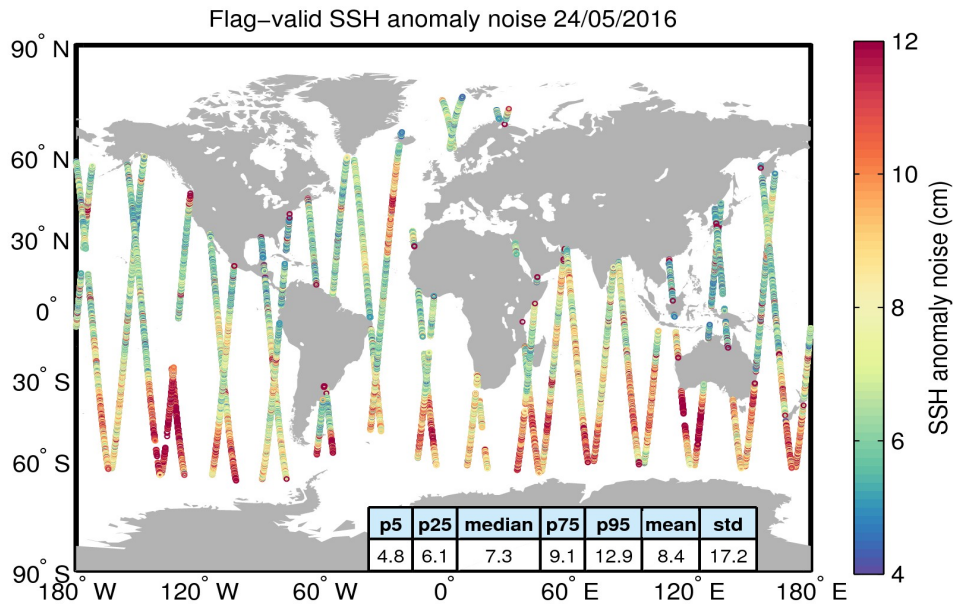 Flag−valid SSH anomaly noise 24/05/2016
90° N
60° N
30° N
0°
30° S
60° S
90° S
180° W 120° W 60° W 0° 60° E 120° E 180° E
p5 p25 median p75 p95 mean std
4.8 6.1 7.3 9.1 12.9 8.4 17.2
12
10
8
6
4
SSH anomaly noise (cm)